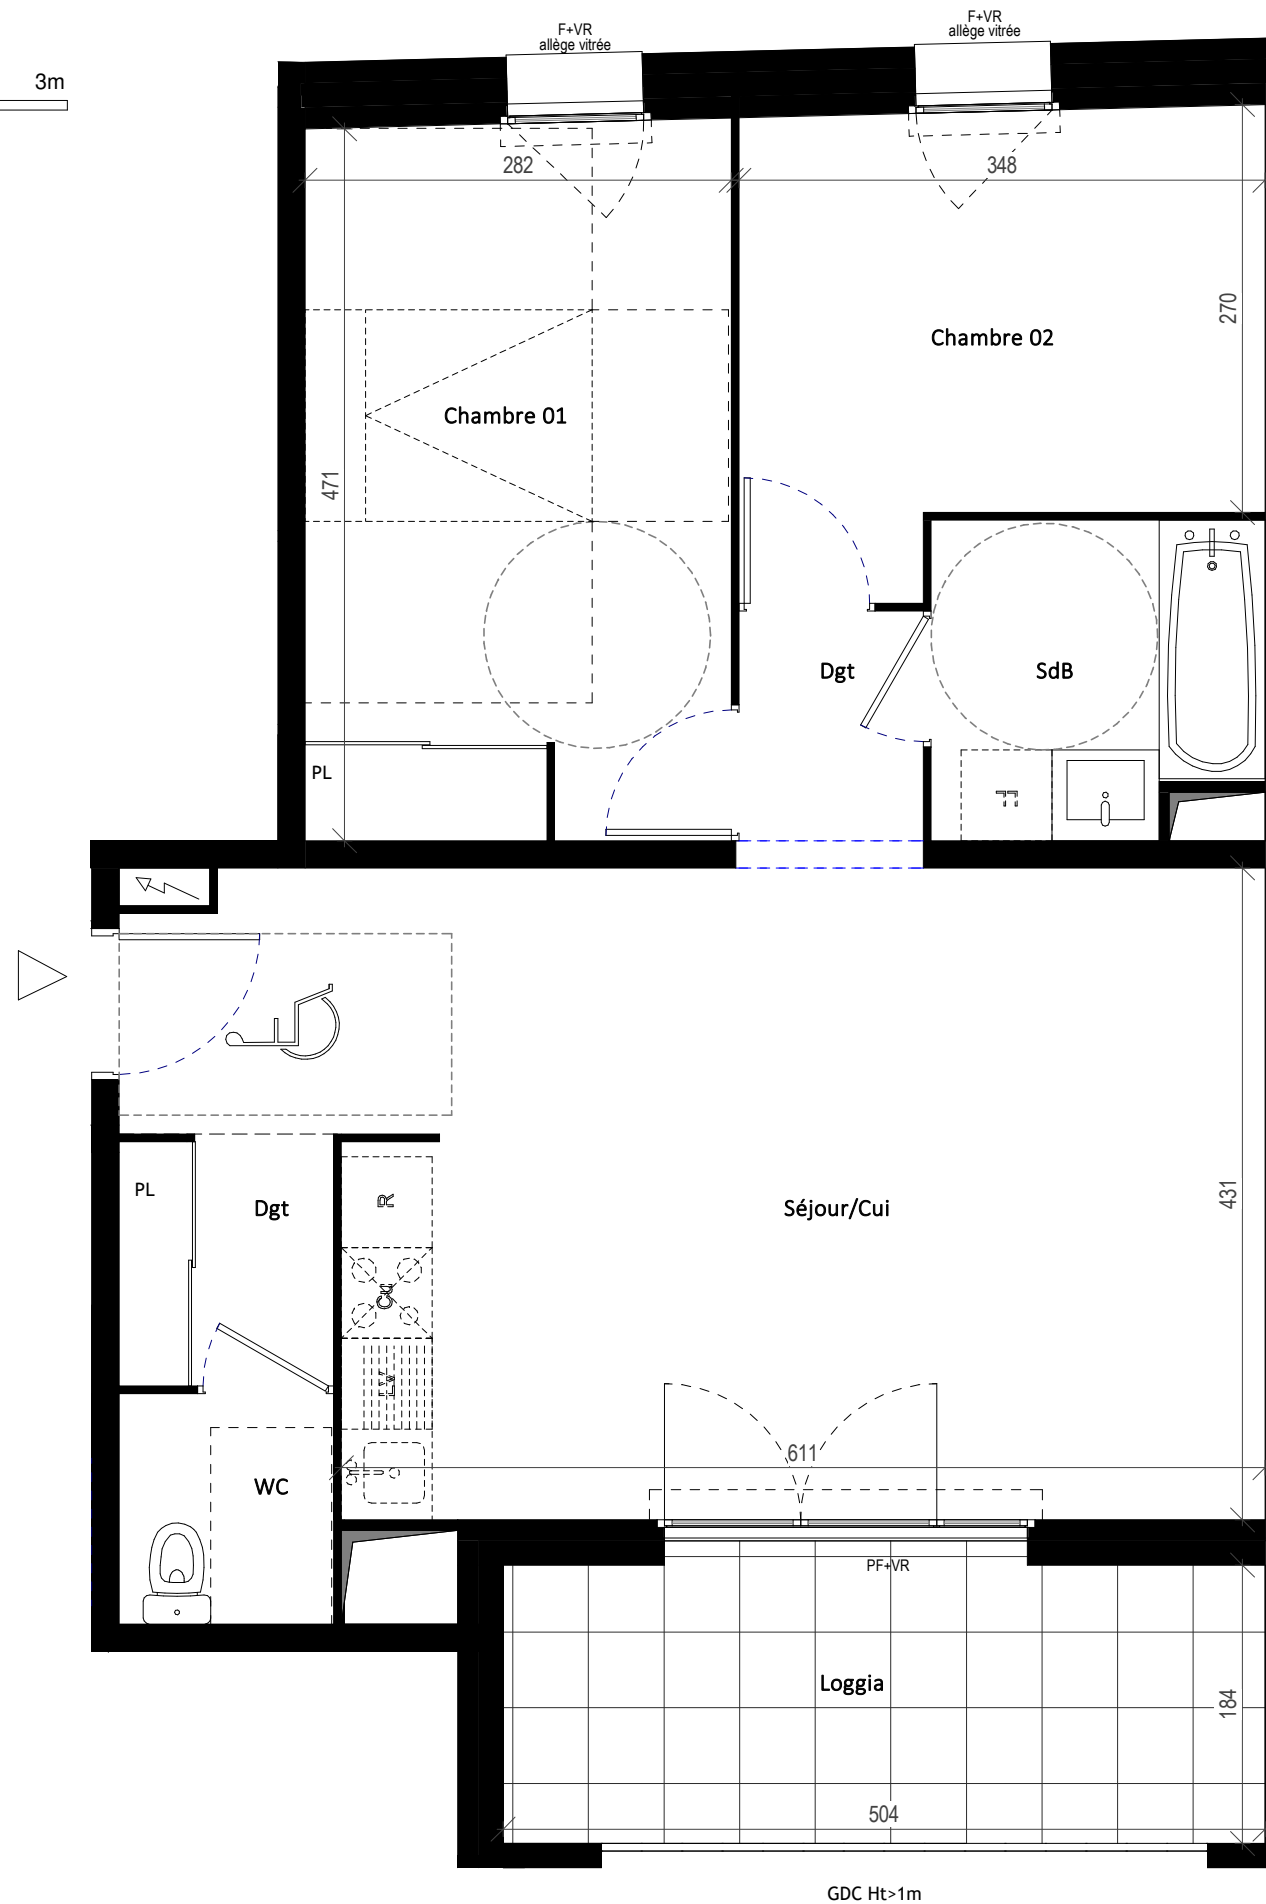 F+VR
allège vitrée
F+VR
allège vitrée
3m
282
348
270
Chambre 02
Chambre 01
471
Dgt
SdB
PL
LL
PL
Dgt
R
Séjour/Cui
431
Cu
LV
611
WC
PF+VR
Loggia
184
504
GDC Ht>1m